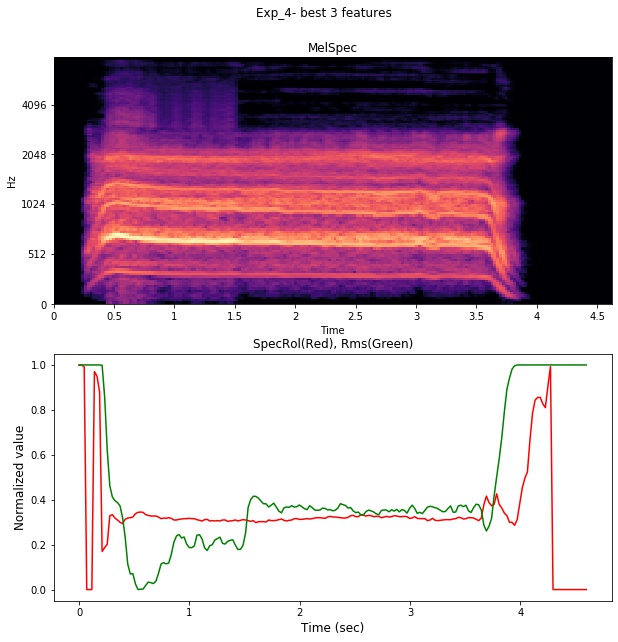 Exp_4- best 3 features
MelSpec
Hz
4096
2048
1024
512
0
0 0.5 1 1.5 2 2.5 3 3.5 4 4.5
Time
SpecRol(Red), Rms(Green)
Normalized value
1.0
0.8
0.6
0.4
0.2
0.0
0 1 2 3 4
Time (sec)